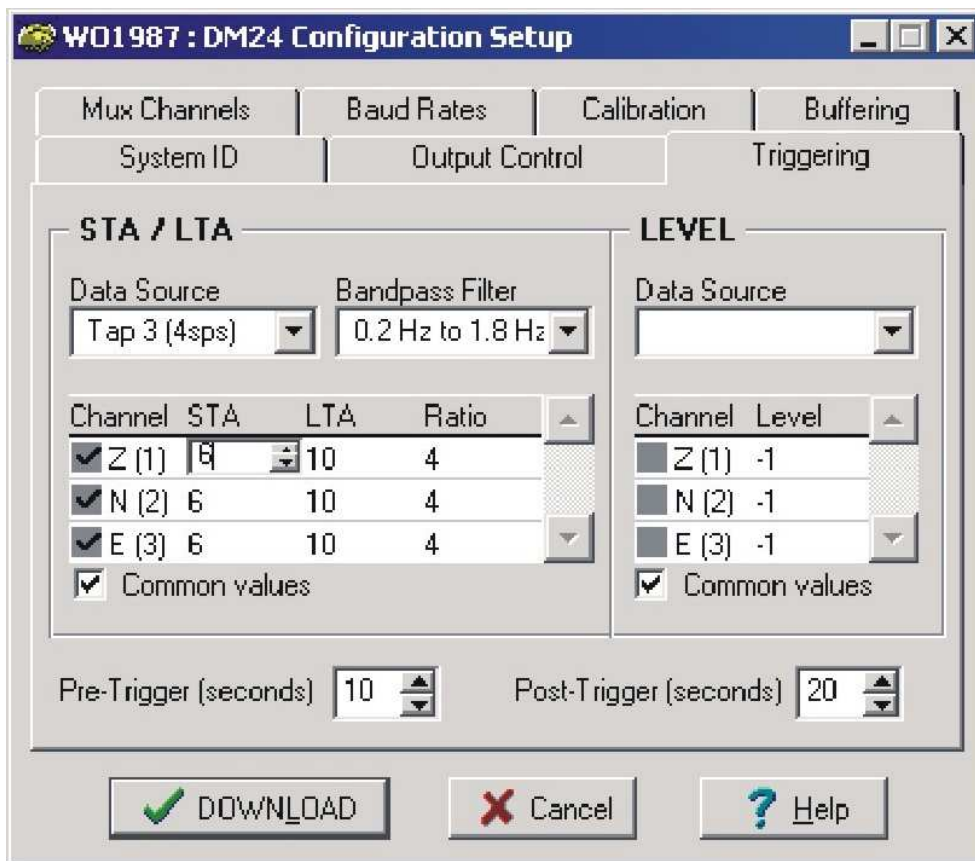 WO1987 : DM24 Configuration Setup
Mux Channels Baud Rates Calibration Buffering
System ID Output Control Triggering
STA / LTA
Data Source Bandpass Filter
Tap 3 (4sps) 0.2 Hz to 1.8 Hz
Channel STA LTA Ratio
Z (1) 6 10 4
N (2) 6 10 4
E (3) 6 10 4
Common values
LEVEL
Data Source
Channel Level
Z (1) -1
N (2) -1
E (3) -1
Common values
Pre-Trigger (seconds) 10 Post-Trigger (seconds) 20
DOWNLOAD Cancel Help